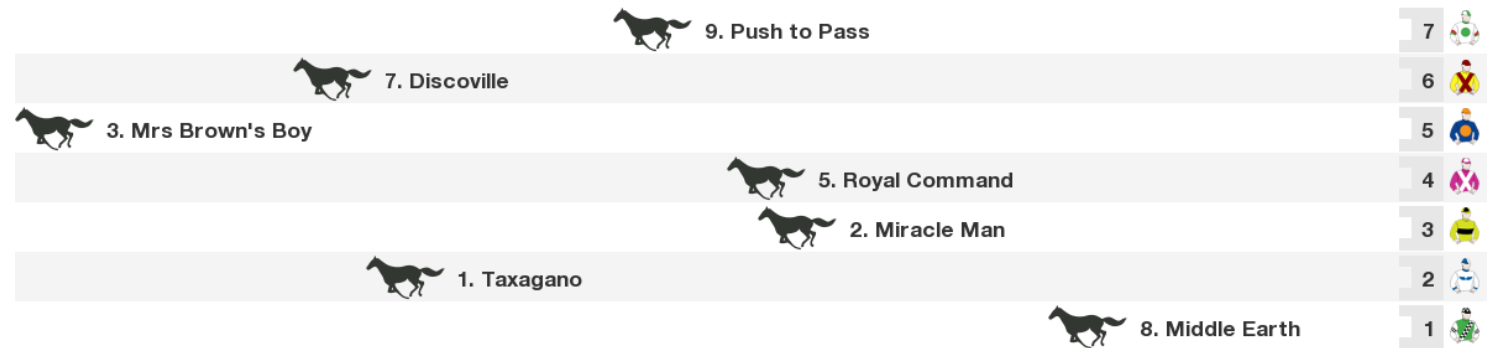 9. Push to Pass 7
7. Discoville 6
3. Mrs Brown's Boy 5
5. Royal Command 4
2. Miracle Man 3
1. Taxagano 2
8. Middle Earth 1